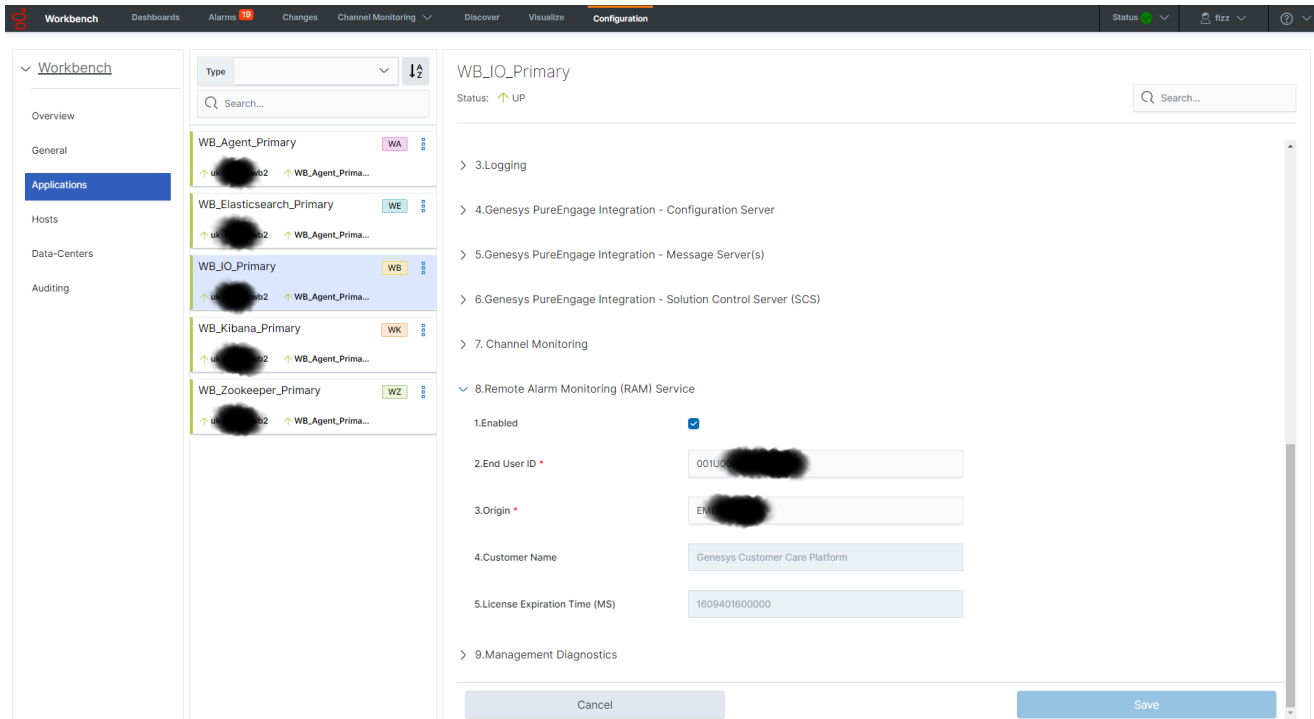 Workbench Dashboards Alarms 19 Changes Channel Monitoring Discover Visualize Configuration Status fizz
Workbench
Overview
General
Applications
Hosts
Data-Centers
Auditing
Type
Search...
WB_Agent_Primary WA
WB_Agent_Prima...
WB_Elasticsearch_Primary WE
WB_Agent_Prima...
WB_IO_Primary WB
WB_Agent_Prima...
WB_Kibana_Primary WK
WB_Agent_Prima...
WB_Zookeeper_Primary WZ
WB_Agent_Prima...
WB_IO_Primary
Status: UP
Search...
3.Logging
4.Genesys PureEngage Integration - Configuration Server
5.Genesys PureEngage Integration - Message Server(s)
6.Genesys PureEngage Integration - Solution Control Server (SCS)
7. Channel Monitoring
8.Remote Alarm Monitoring (RAM) Service
1.Enabled
2.End User ID *
3.Origin *
4.Customer Name Genesys Customer Care Platform
5.License Expiration Time (MS) 1609401600000
9.Management Diagnostics
Cancel Save